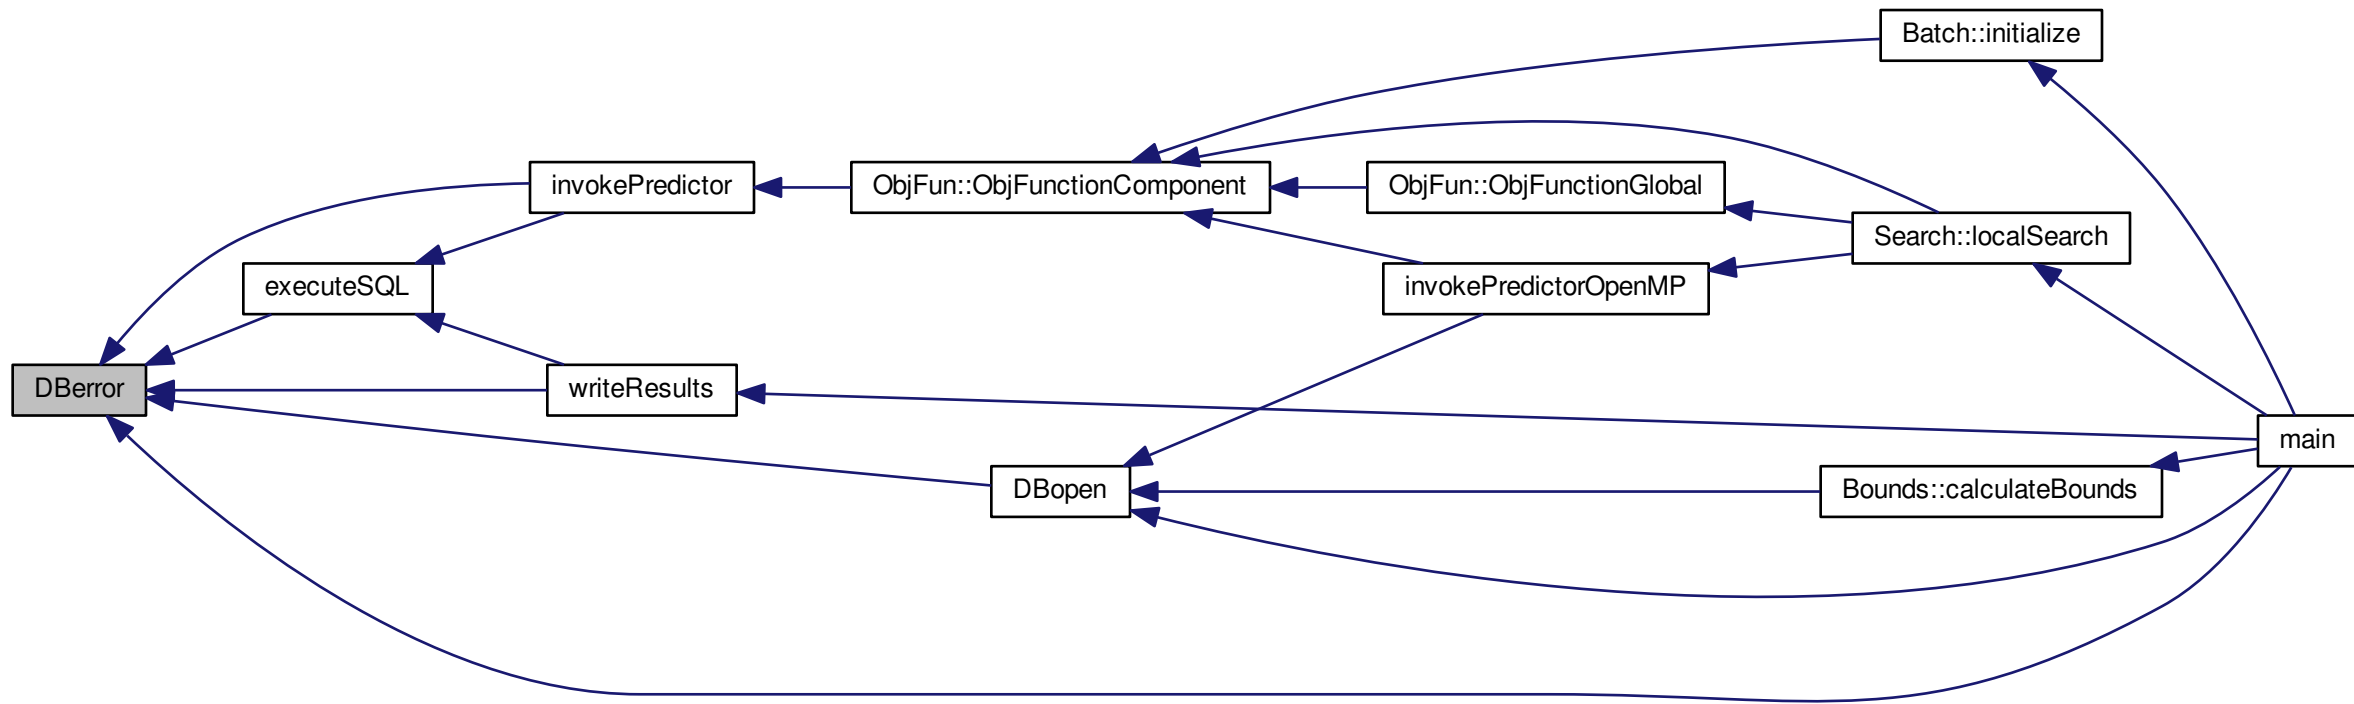 Batch::initialize
invokePredictor
ObjFun::ObjFunctionComponent
ObjFun::ObjFunctionGlobal
Search::localSearch
executeSQL
invokePredictorOpenMP
DBerror
writeResults
main
DBopen
Bounds::calculateBounds